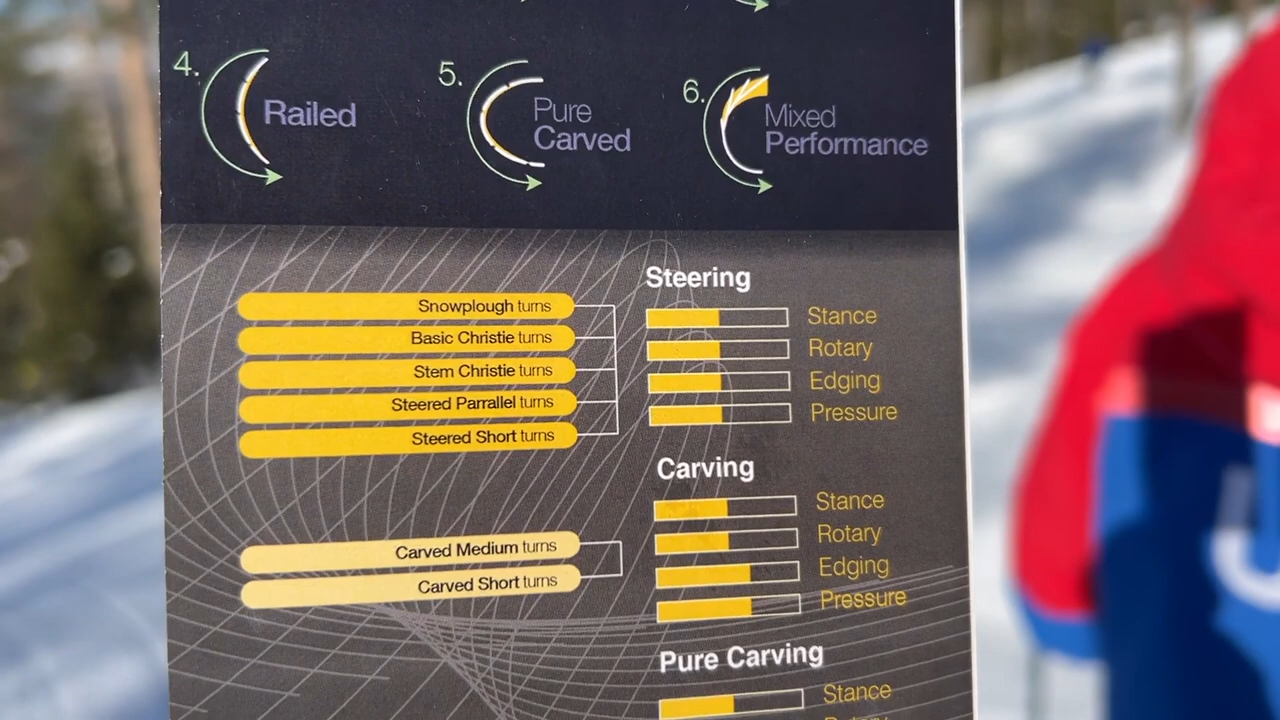 4.
Railed
5.
Pure
Carved
6.
Mixed
Performance
Snowplough turns
Basic Christie turns
Stem Christie turns
Steered Parrallel turns
Steered Short turns
Steering
Stance
Rotary
Edging
Pressure
Carved Medium turns
Carved Short turns
Carving
Stance
Rotary
Edging
Pressure
Pure Carving
Stance